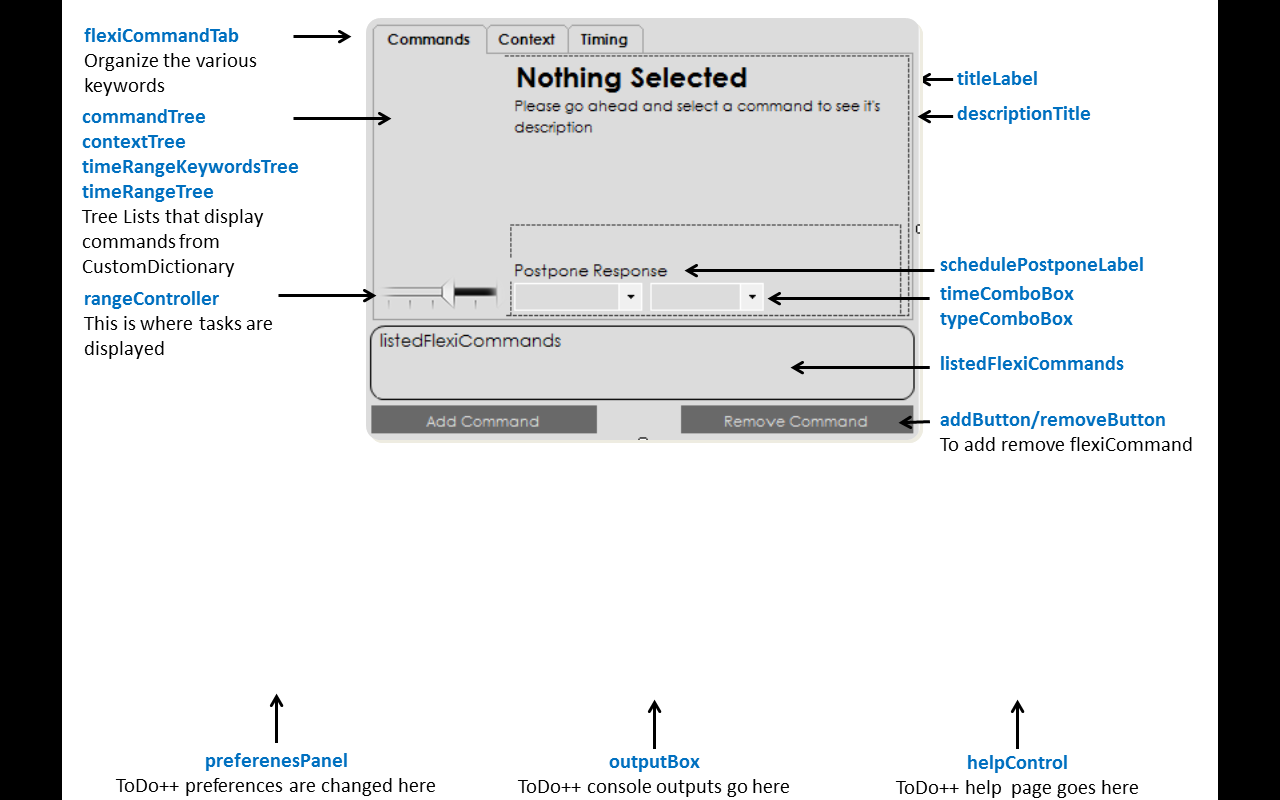 flexiCommandTab
Organize the various
keywords
commandTree
contextTree
timeRangeKeywordsTree
timeRangeTree
Tree Lists that display
commands from
CustomDictionary
rangeController
This is where tasks are
displayed
Commands
Context
Timing
Nothing Selected
Please go ahead and select a command to see it's
description
Postpone Response
listedFlexiCommands
Add Command
Remove Command
titleLabel
descriptionTitle
schedulePostponeLabel
timeComboBox
typeComboBox
listedFlexiCommands
addButton/removeButton
To add remove flexiCommand
preferenesPanel
ToDo++ preferences are changed here
outputBox
ToDo++ console outputs go here
helpControl
ToDo++ help page goes here